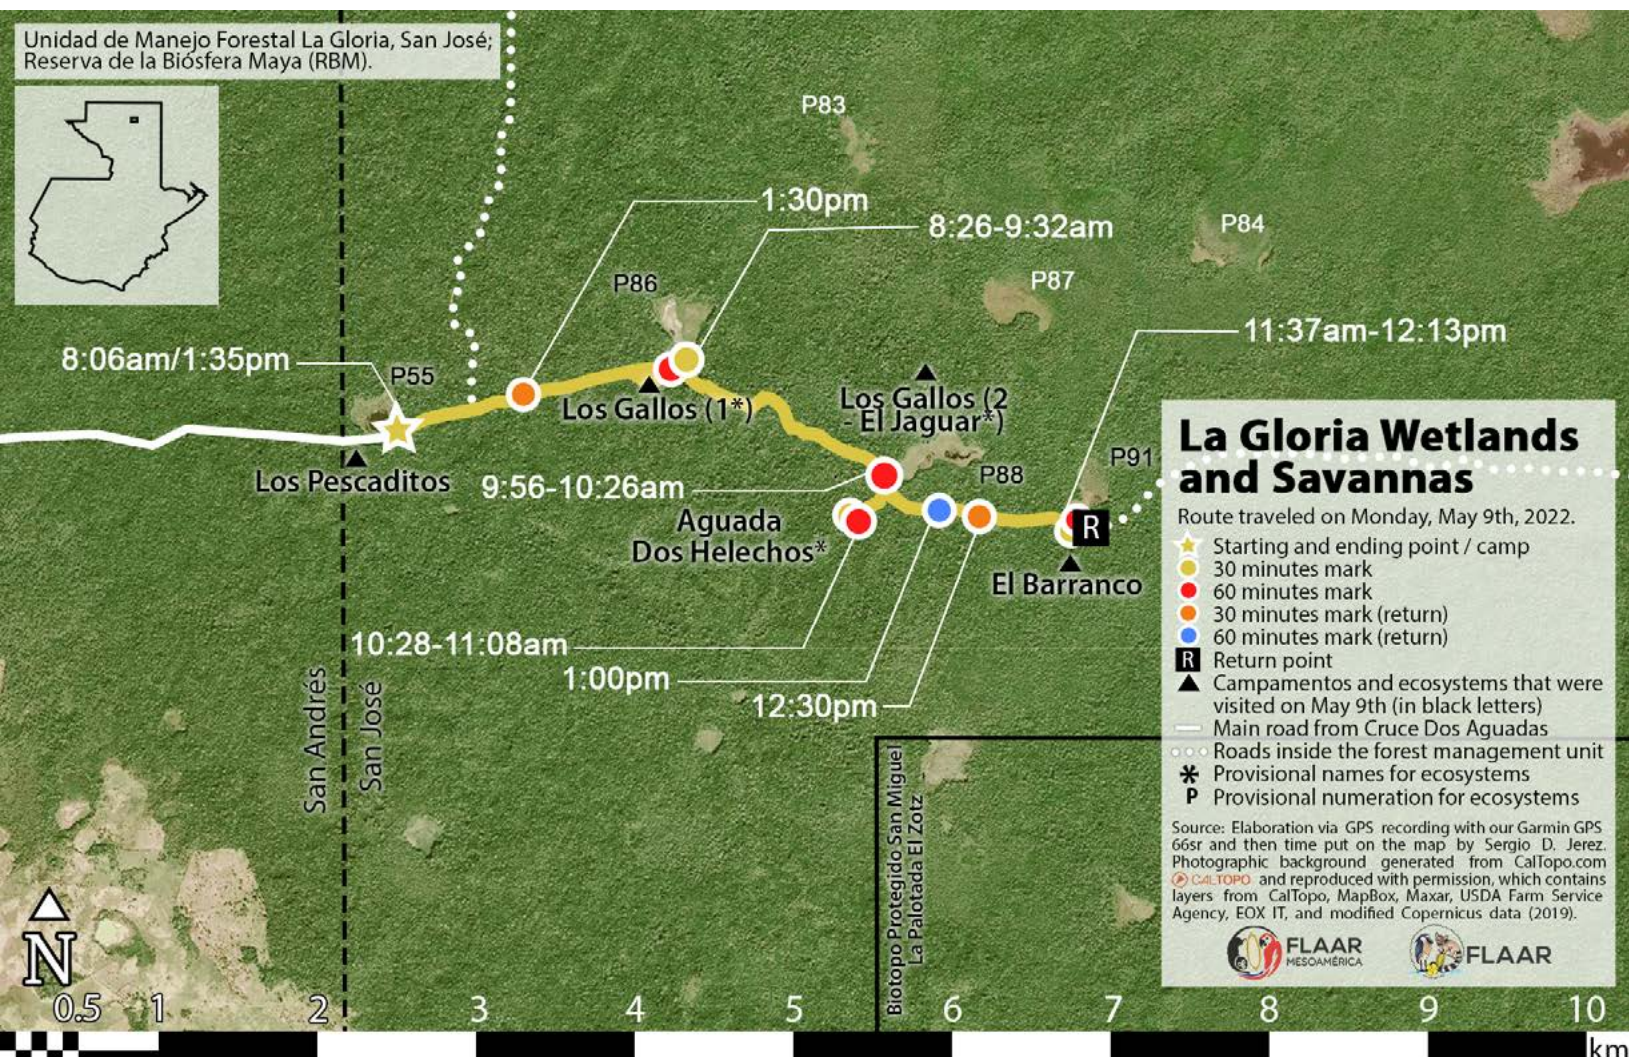 Unidad de Manejo Forestal La Gloria, San José;
Reserva de la Biósfera Maya (RBM).
P83
1:30pm
8:26-9:32am
P84
P86
P87
11:37am-12:13pm
8:06am/1:35pm
P55
Los Gallos (1*)
Los Gallos (2
- El Jaguar*)
Los Pescaditos
9:56-10:26am
P88
P91
Aguada
Dos Helechos*
R
El Barranco
10:28-11:08am
1:00pm
12:30pm
San Andrés
San José
Biotopo Protegido San Miguel
La Palotada El Zotz
La Gloria Wetlands
and Savannas
Route traveled on Monday, May 9th, 2022.
Starting and ending point / camp
30 minutes mark
60 minutes mark
30 minutes mark (return)
60 minutes mark (return)
R Return point
Campamentos and ecosystems that were
visited on May 9th (in black letters)
Main road from Cruce Dos Aguadas
Roads inside the forest management unit
* Provisional names for ecosystems
P Provisional numeration for ecosystems
Source: Elaboration via GPS recording with our Garmin GPS
66sr and then time put on the map by Sergio D. Jerez.
Photographic background generated from CalTopo.com
CALTOPO and reproduced with permission, which contains
layers from CalTopo, MapBox, Maxar, USDA Farm Service
Agency, EOX IT, and modified Copernicus data (2019).
FLAAR
MESOAMÉRICA
FLAAR
N
0.5 1 2 3 4 5 6 7 8 9 10
km